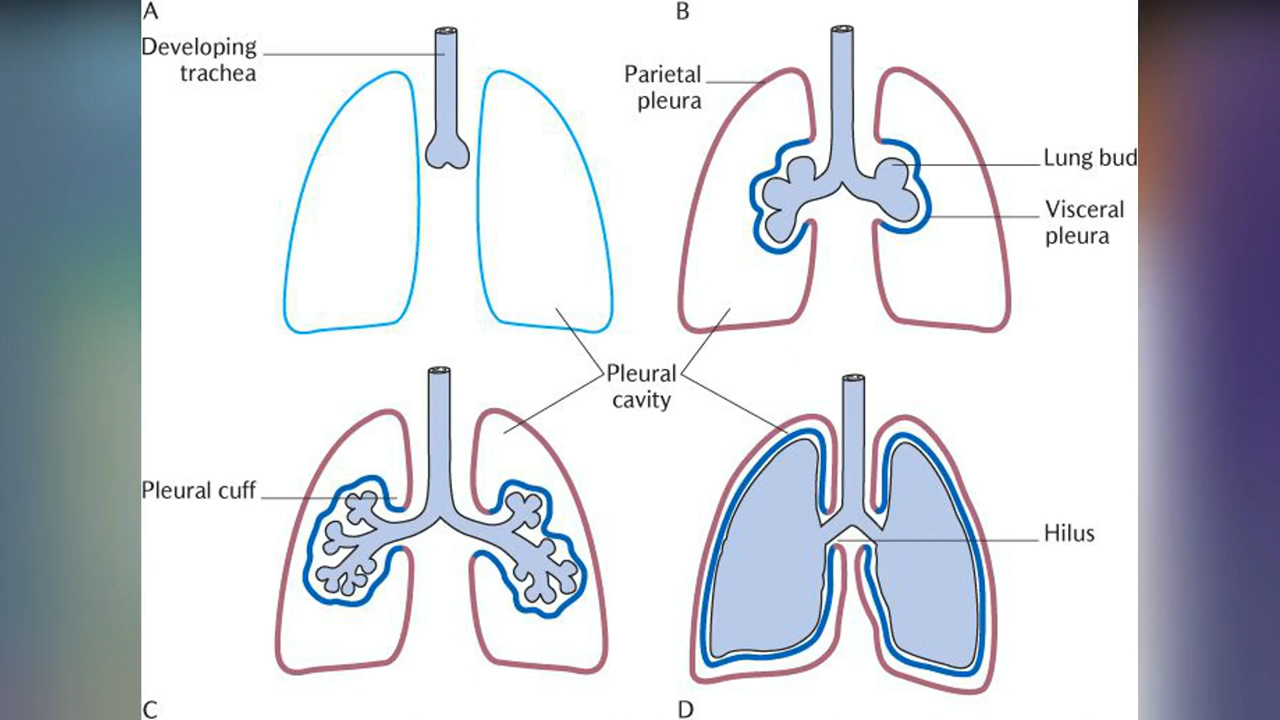 A
Developing
trachea
B
Parietal
pleura
Lung bud
Visceral
pleura
Pleural
cavity
Pleural cuff
Hilus
C
D